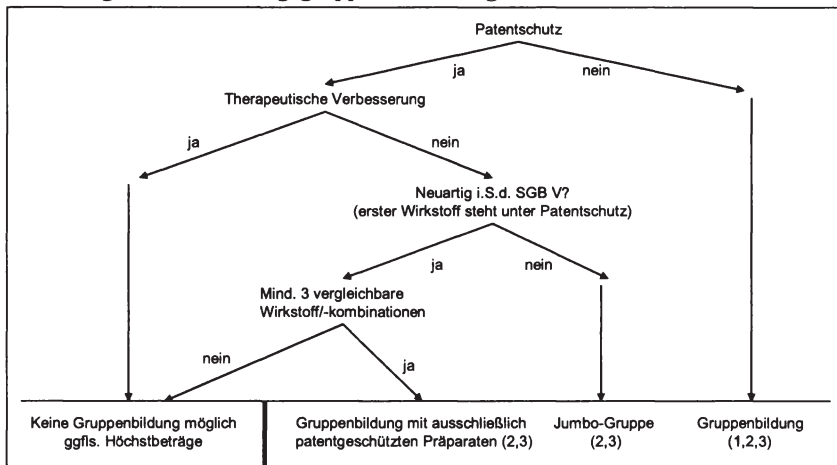 Patentschutz
ja
nein
Therapeutische Verbesserung
ja
nein
Neuartig i.S.d. SGB V?
(erster Wirkstoff steht unter Patentschutz)
ja
nein
Mind. 3 vergleichbare
Wirkstoff/-kombinationen
nein
ja
Keine Gruppenbildung möglich
ggfls. Höchstbeträge
Gruppenbildung mit ausschließlich
patentgeschützten Präparaten (2,3)
Jumbo-Gruppe
(2,3)
Gruppenbildung
(1,2,3)